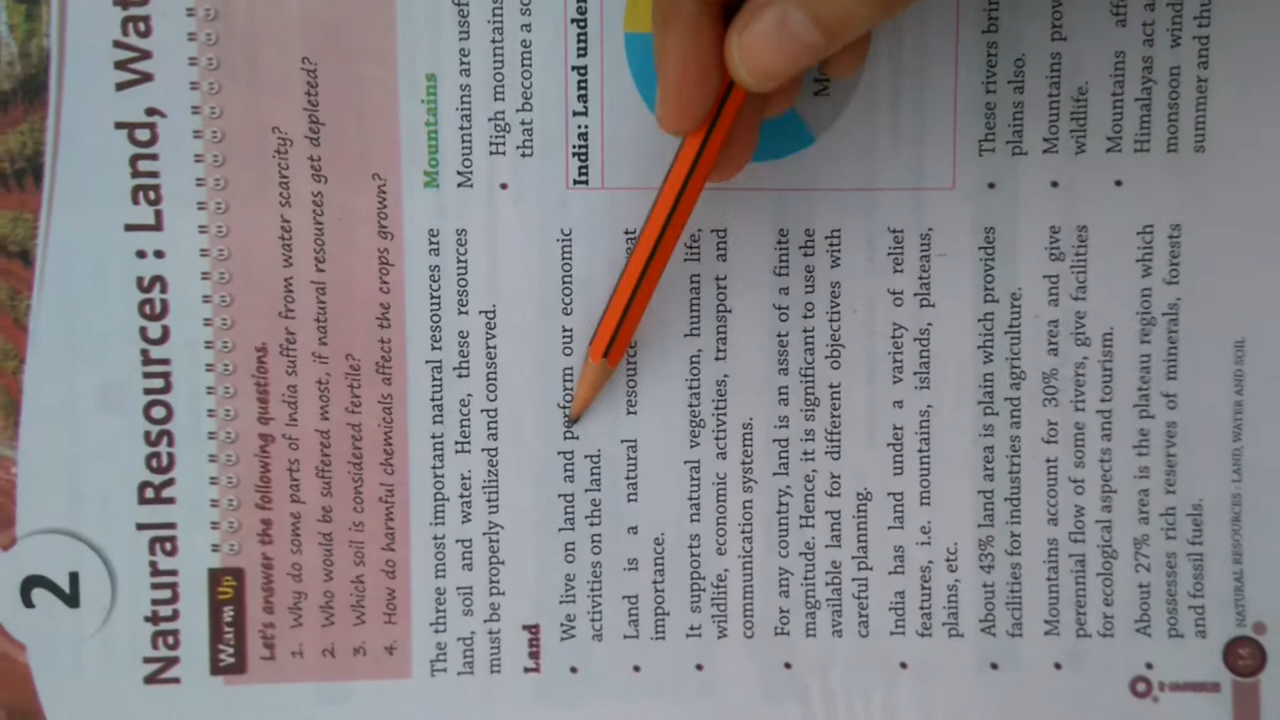 2
Natural Resources : Land, Wat
Warm Up
Let's answer the following questions.
1. Why do some parts of India suffer from water scarcity?
2. Who would be suffered most, if natural resources get depleted?
3. Which soil is considered fertile?
4. How do harmful chemicals affect the crops grown?
The three most important natural resources are
land, soil and water. Hence, these resources
must be properly utilized and conserved.
Land
• We live on land and perform our economic
activities on the land.
• Land is a natural resource
importance.
• It supports natural vegetation, human life,
wildlife, economic activities, transport and
communication systems.
• For any country, land is an asset of a finite
magnitude. Hence, it is significant to use the
available land for different objectives with
careful planning.
• India has land under a variety of relief
features, i.e. mountains, islands, plateaus,
plains, etc.
• About 43% land area is plain which provides
facilities for industries and agriculture.
• Mountains account for 30% area and give
perennial flow of some rivers, give facilities
for ecological aspects and tourism.
• About 27% area is the plateau region which
possesses rich reserves of minerals, forests
and fossil fuels.
Mountains
Mountains are usef
• High mountains
that become a so
India: Land under
• These rivers brin
plains also.
• Mountains prov
wildlife.
• Mountains affe
Himalayas act a
monsoon wind
summer and thu
14 NATURAL RESOURCES : LAND, WATER AND SOIL